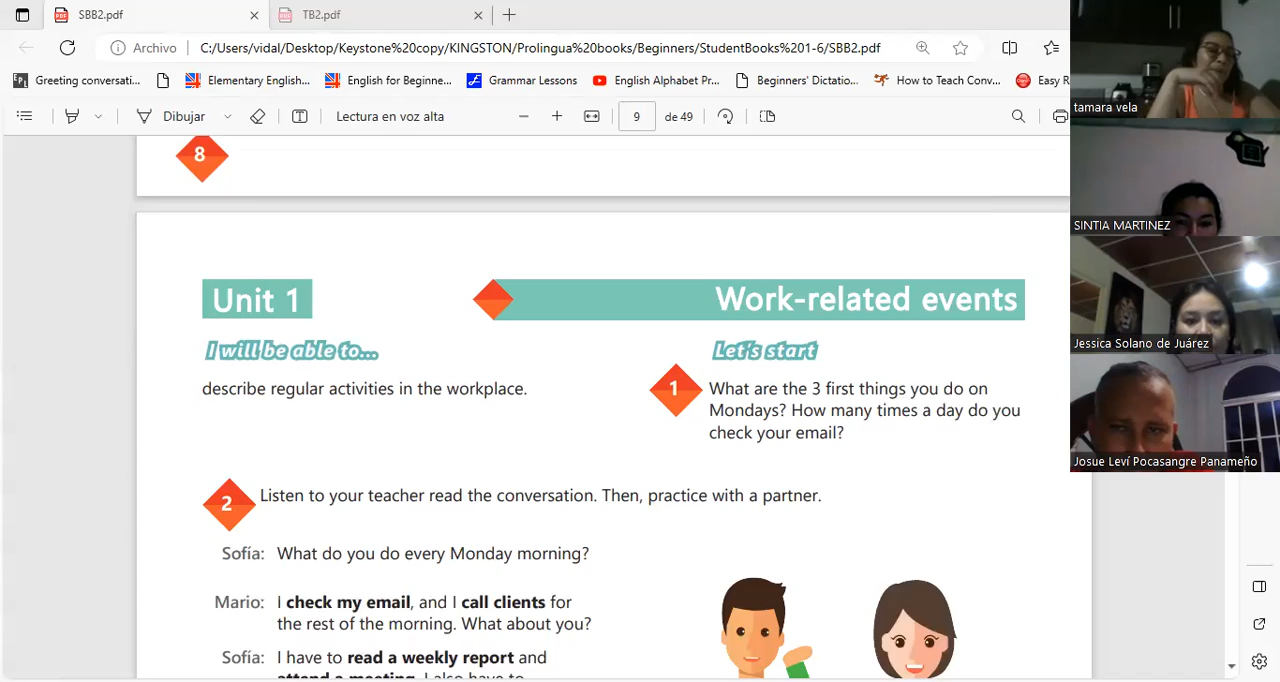 SBB2.pdf
TB2.pdf
Archivo
C:/Users/vidal/Desktop/Keystone%20copy/KINGSTON/Prolingua%20books/Beginners/StudentBooks%201-6/SBB2.pdf
Greeting conversati...
Elementary English...
English for Beginne...
Grammar Lessons
English Alphabet Pr...
Beginners' Dictatio...
How to Teach Conv...
Easy R
Dibujar
Lectura en voz alta
9
de 49
8
Unit 1
Work-related events
I will be able to...
describe regular activities in the workplace.
Let's start
1
What are the 3 first things you do on
Mondays? How many times a day do you
check your email?
2
Listen to your teacher read the conversation. Then, practice with a partner.
Sofía: What do you do every Monday morning?
Mario: I check my email, and I call clients for
the rest of the morning. What about you?
Sofía: I have to read a weekly report and
attend a meeting. I also have to
tamara vela
SINTIA MARTINEZ
Jessica Solano de Juárez
Josue Leví Pocasangre Panameño